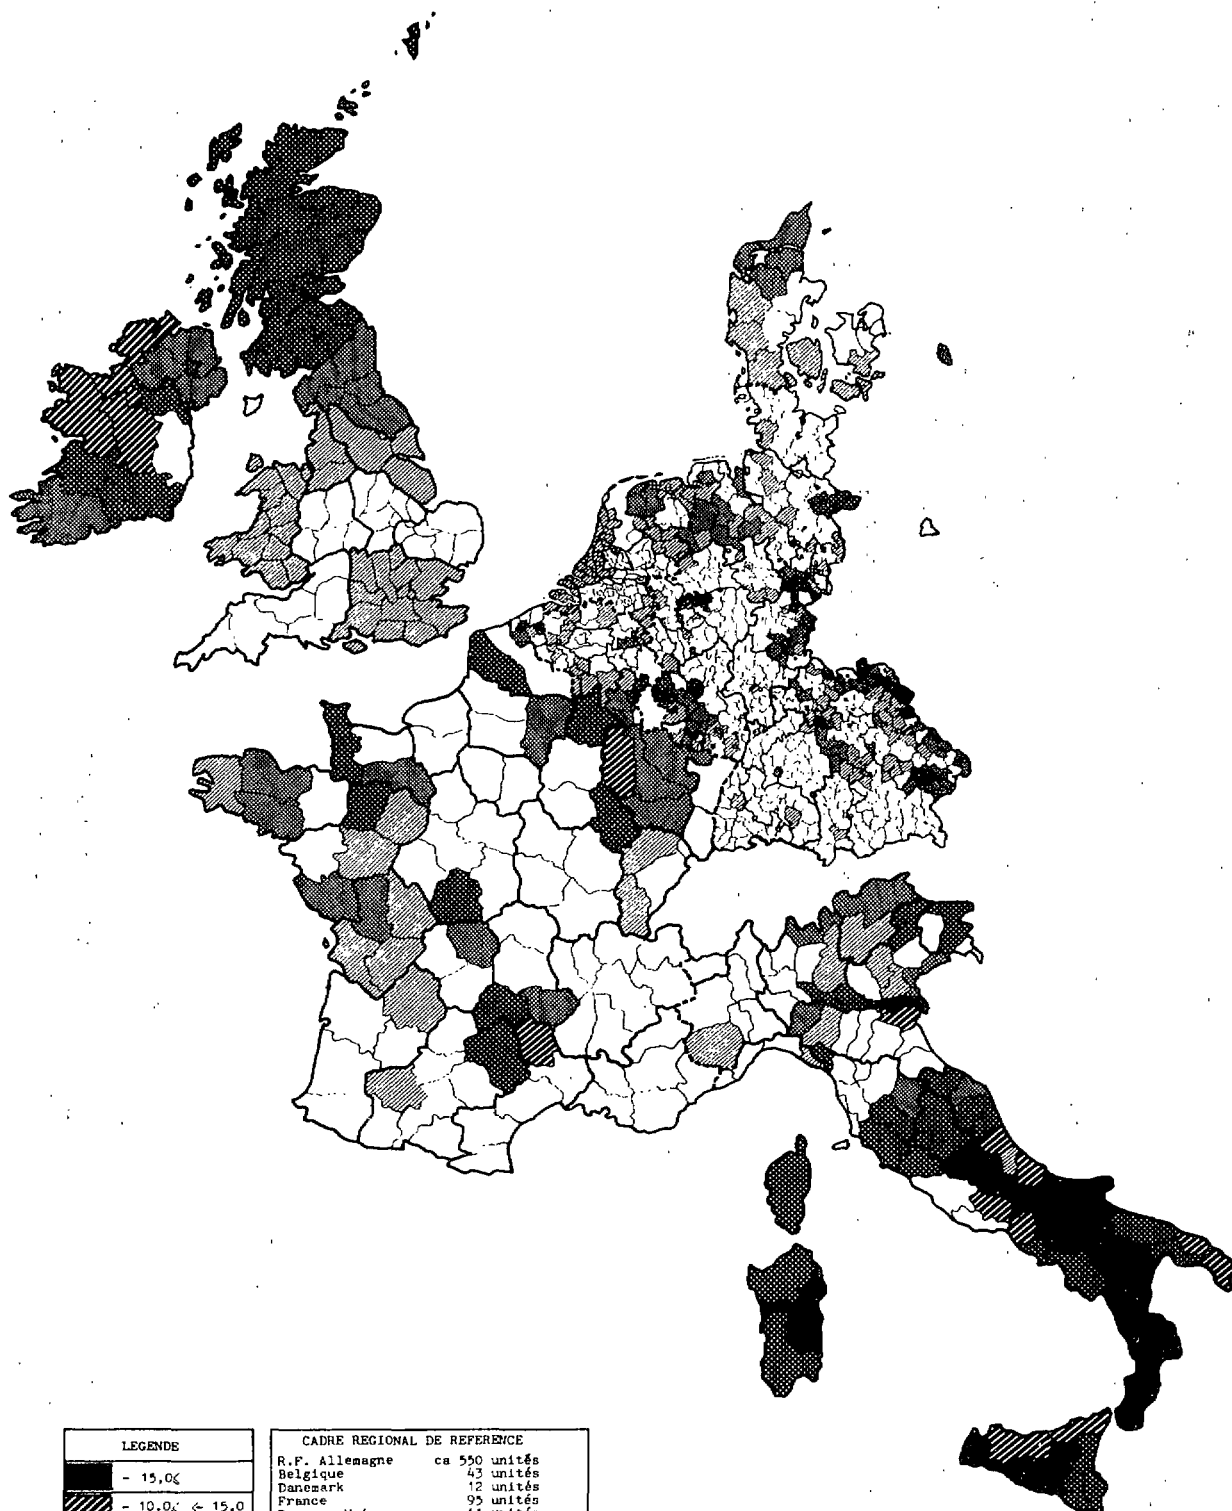 LEGENDE
- 15,0≤
- 10.0≤ <- 15.0
CADRE REGIONAL DE REFERENCE
R.F. Allemagne ca 550 unités
Belgique 43 unités
Danemark 12 unités
France 95 unités